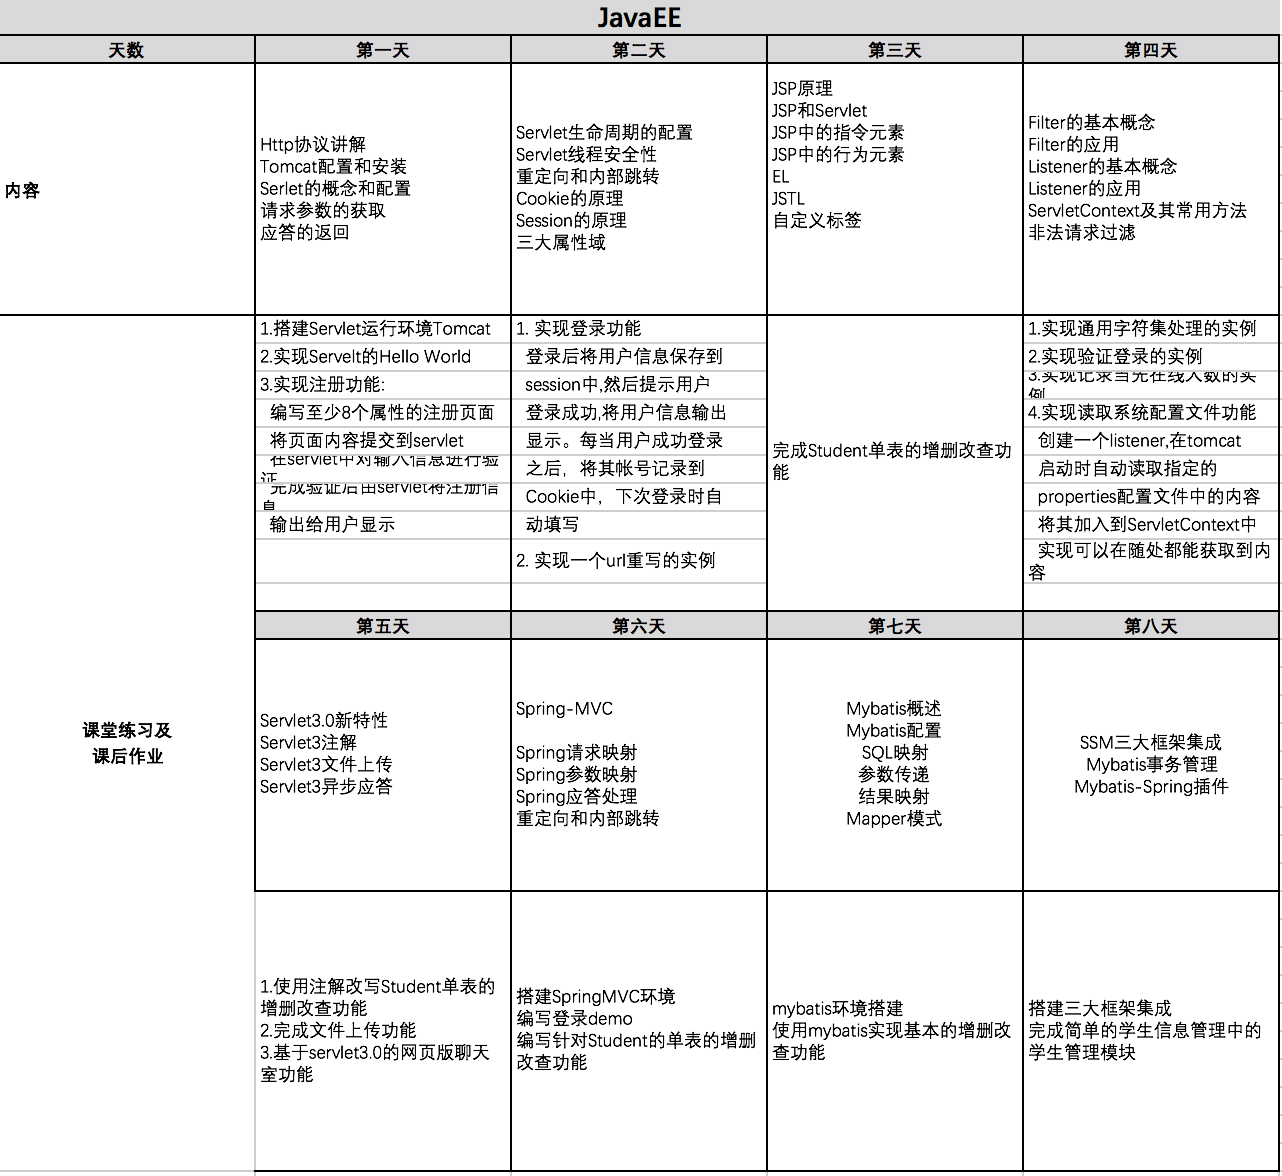 JavaEE
天数
第一天
第二天
第三天
第四天
内容
Http协议讲解
Tomcat配置和安装
Serlet的概念和配置
请求参数的获取
应答的返回
Servlet生命周期的配置
Servlet线程安全性
重定向和内部跳转
Cookie的原理
Session的原理
三大属性域
JSP原理
JSP和Servlet
JSP中的指令元素
JSP中的行为元素
EL
JSTL
自定义标签
Filter的基本概念
Filter的应用
Listener的基本概念
Listener的应用
ServletContext及其常用方法
非法请求过滤
课堂练习及
课后作业
1.搭建Servlet运行环境Tomcat
2.实现Servelt的Hello World
3.实现注册功能:
编写至少8个属性的注册页面
将页面内容提交到servlet
在servlet中对输入信息进行验
证
完成验证后由servlet将注册信
息
输出给用户显示
1. 实现登录功能
登录后将用户信息保存到
session中,然后提示用户
登录成功,将用户信息输出
显示。每当用户成功登录
之后，将其帐号记录到
Cookie中，下次登录时自
动填写
2. 实现一个url重写的实例
完成Student单表的增删改查功
能
1.实现通用字符集处理的实例
2.实现验证登录的实例
3.实现记录当先在线人数的实
例
4.实现读取系统配置文件功能
创建一个listener,在tomcat
启动时自动读取指定的
properties配置文件中的内容
将其加入到ServletContext中
实现可以在随处都能获取到内
容
第五天
第六天
第七天
第八天
Servlet3.0新特性
Servlet3注解
Servlet3文件上传
Servlet3异步应答
Spring-MVC
Spring请求映射
Spring参数映射
Spring应答处理
重定向和内部跳转
Mybatis概述
Mybatis配置
SQL映射
参数传递
结果映射
Mapper模式
SSM三大框架集成
Mybatis事务管理
Mybatis-Spring插件
1.使用注解改写Student单表的
增删改查功能
2.完成文件上传功能
3.基于servlet3.0的网页版聊天
室功能
搭建SpringMVC环境
编写登录demo
编写针对Student的单表的增删
改查功能
mybatis环境搭建
使用mybatis实现基本的增删改
查功能
搭建三大框架集成
完成简单的学生信息管理中的
学生管理模块